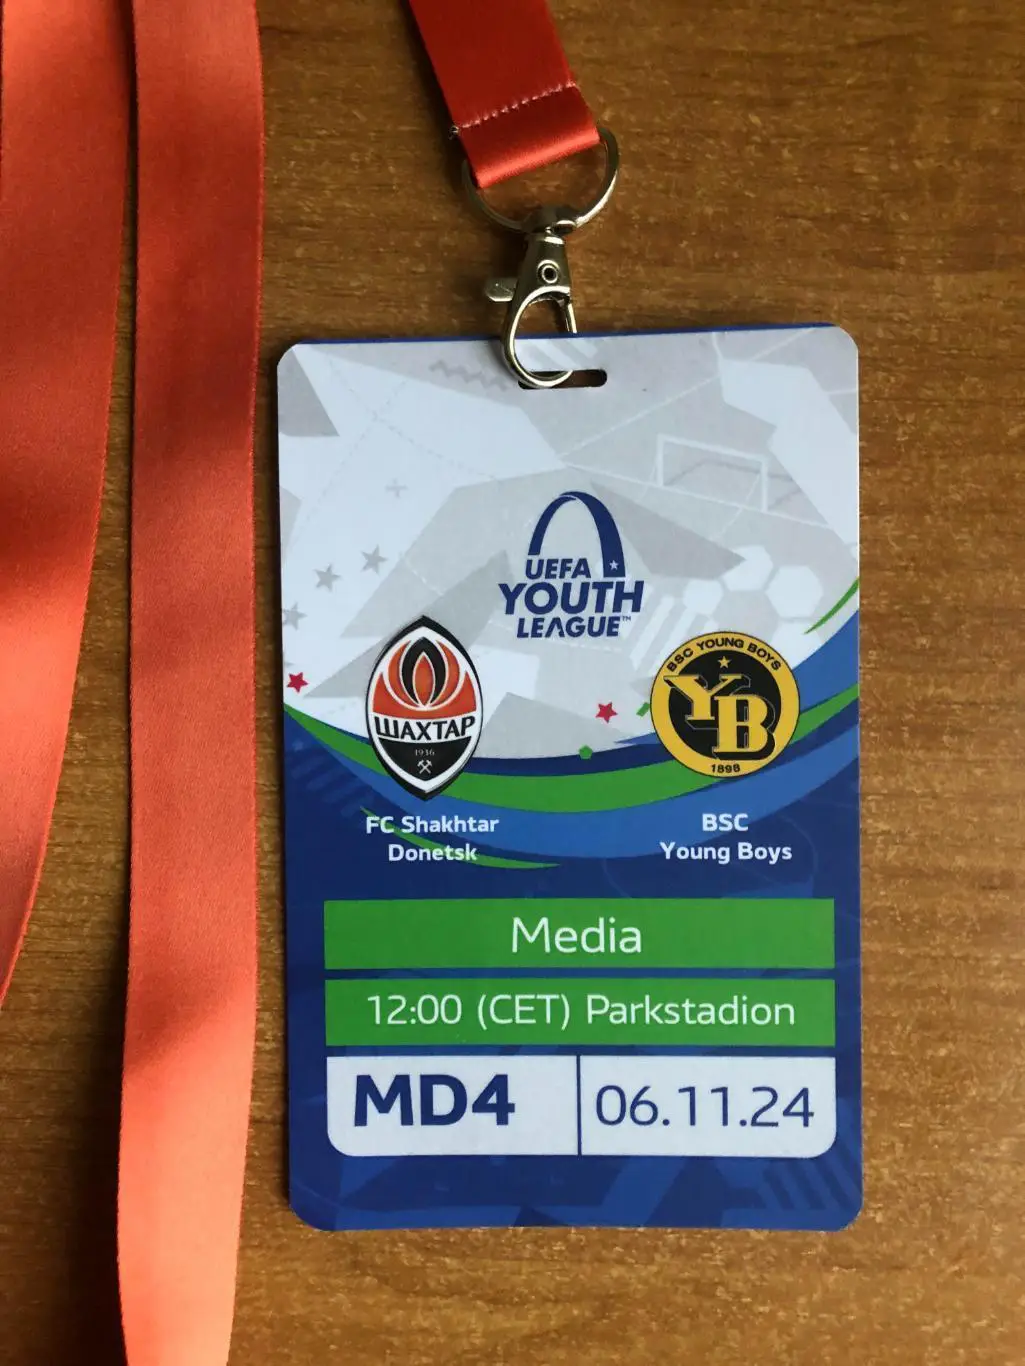 UEFA
YOUTH
LEAGUE™
ШАХТАР
1936
BSC YOUNG BOYS
YB
1898
FC Shakhtar
Donetsk
BSC
Young Boys
Media
12:00 (CET) Parkstadion
MD4
06.11.24